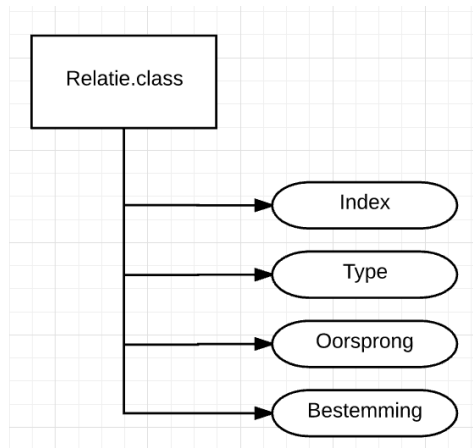 Relatie.class
Index
Type
Oorsprong
Bestemming